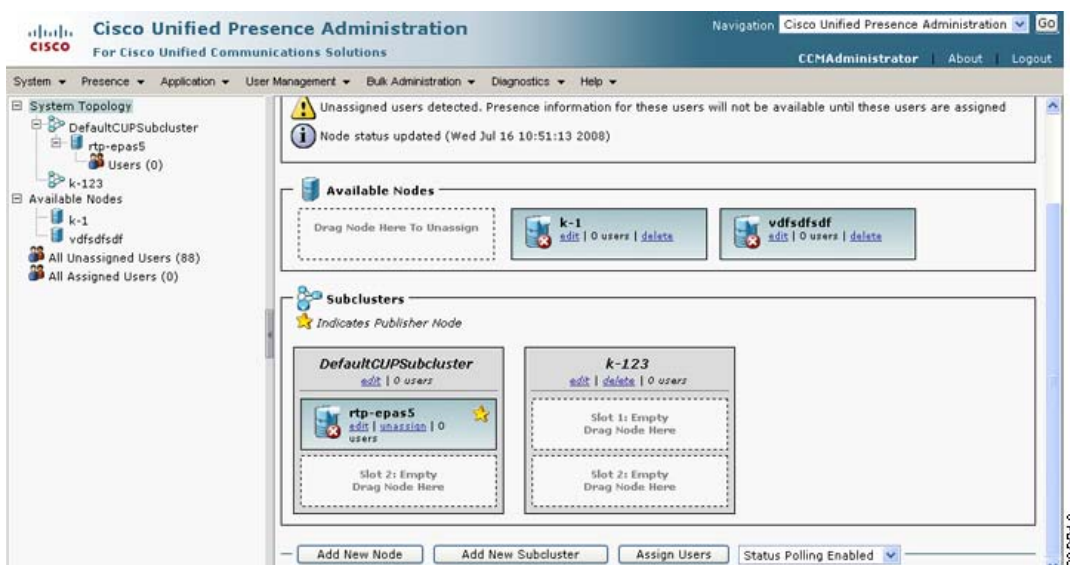 CISCO
Cisco Unified Presence Administration
For Cisco Unified Communications Solutions
Navigation Cisco Unified Presence Administration Go
CCMAdministrator About Logout
System Presence Application User Management Bulk Administration Diagnostics Help
System Topology
DefaultCUPSubcluster
rtp-epas5
Users (0)
k-123
Available Nodes
k-1
vdfsdfsdf
All Unassigned Users (88)
All Assigned Users (0)
Unassigned users detected. Presence information for these users will not be available until these users are assigned
Node status updated (Wed Jul 16 10:51:13 2008)
Available Nodes
Drag Node Here To Unassign
k-1
edit | 0 users | delete
vdfsdfsdf
edit | 0 users | delete
Subclusters
Indicates Publisher Node
DefaultCUPSubcluster
edit | 0 users
rtp-epas5
edit | unassign | 0
users
Slot 2: Empty
Drag Node Here
k-123
edit | delete | 0 users
Slot 1: Empty
Drag Node Here
Slot 2: Empty
Drag Node Here
Add New Node Add New Subcluster Assign Users Status Polling Enabled